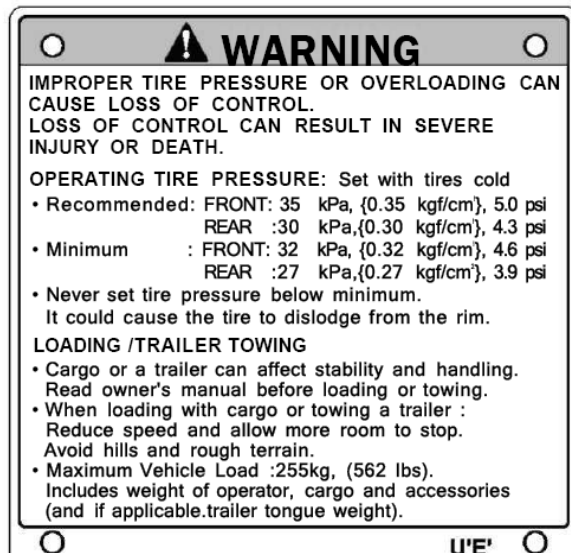 WARNING
IMPROPER TIRE PRESSURE OR OVERLOADING CAN
CAUSE LOSS OF CONTROL.
LOSS OF CONTROL CAN RESULT IN SEVERE
INJURY OR DEATH.
OPERATING TIRE PRESSURE: Set with tires cold
• Recommended: FRONT: 35 kPa, {0.35 kgf/cm²}, 5.0 psi
REAR :30 kPa,{0.30 kgf/cm²}, 4.3 psi
• Minimum : FRONT: 32 kPa, {0.32 kgf/cm²}, 4.6 psi
REAR :27 kPa,{0.27 kgf/cm²}, 3.9 psi
• Never set tire pressure below minimum.
It could cause the tire to dislodge from the rim.
LOADING /TRAILER TOWING
• Cargo or a trailer can affect stability and handling.
Read owner's manual before loading or towing.
• When loading with cargo or towing a trailer :
Reduce speed and allow more room to stop.
Avoid hills and rough terrain.
• Maximum Vehicle Load :255kg, (562 lbs).
Includes weight of operator, cargo and accessories
(and if applicable.trailer tongue weight).